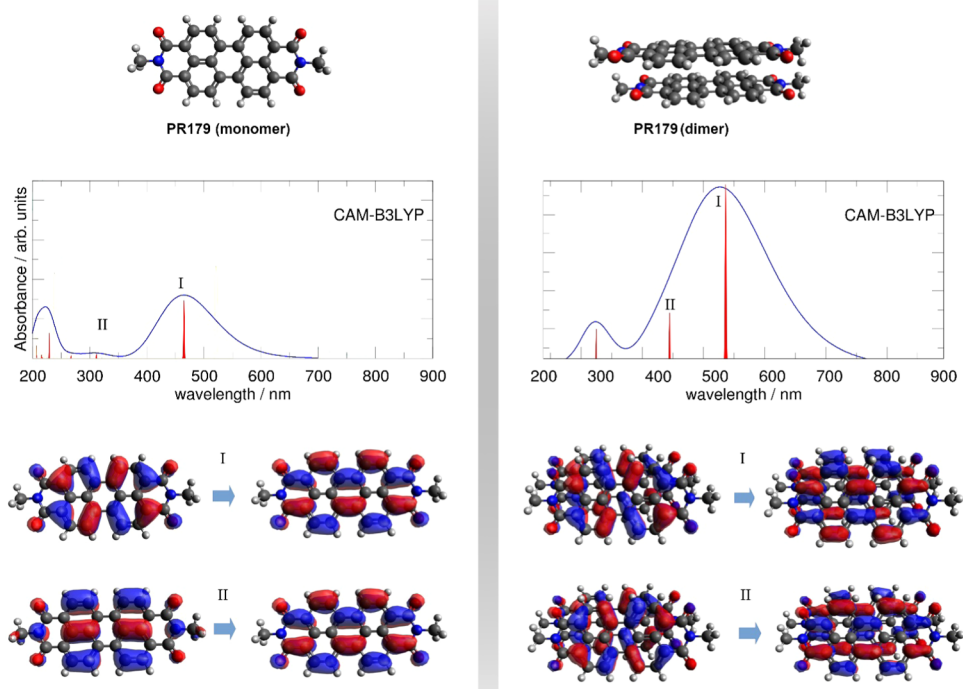 PR179 (monomer)
PR179 (dimer)
Absorbance / arb. units
CAM-B3LYP
I
II
200 300 400 500 600 700 800 900
wavelength / nm
CAM-B3LYP
I
II
200 300 400 500 600 700 800 900
wavelength / nm
I
I
II
II